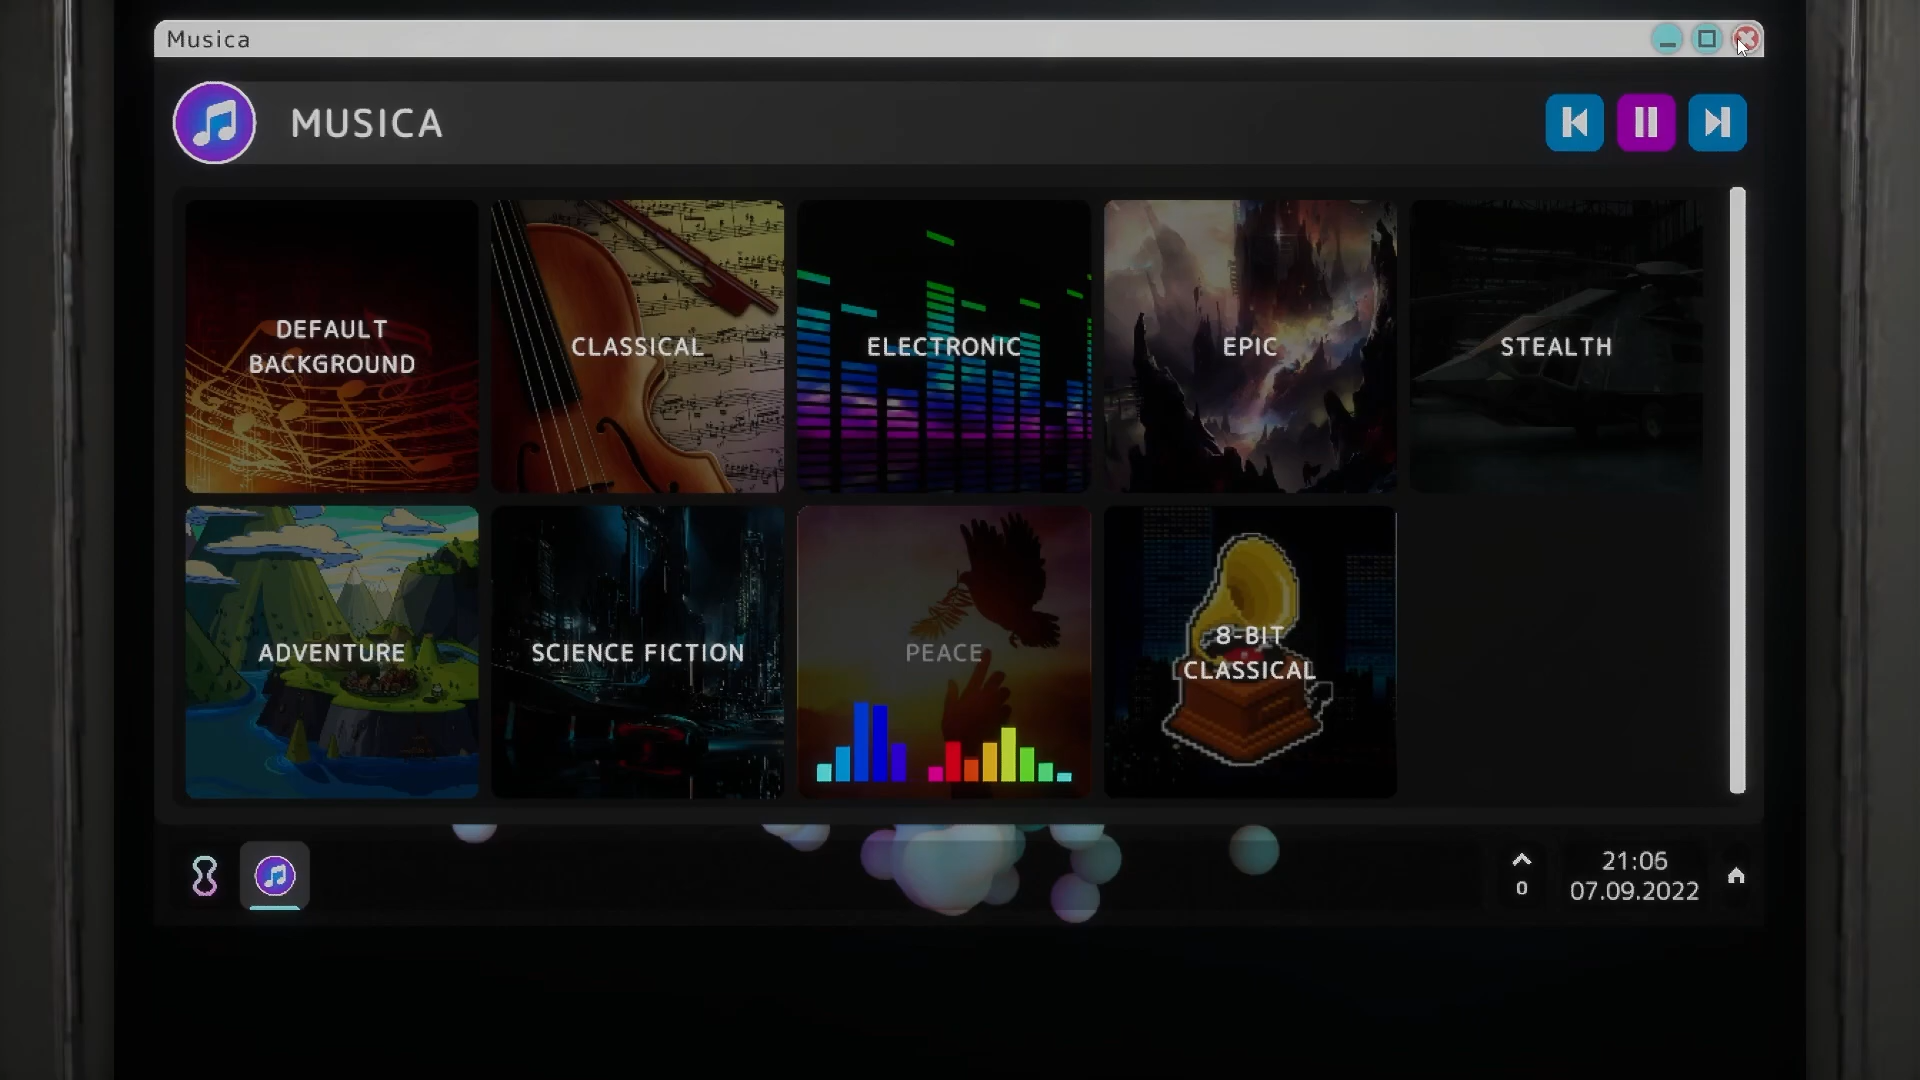 Musica
MUSICA
DEFAULT
BACKGROUND
CLASSICAL
ELECTRONIC
EPIC
STEALTH
ADVENTURE
SCIENCE FICTION
PEACE
8-BIT
CLASSICAL
0
21:06
07.09.2022